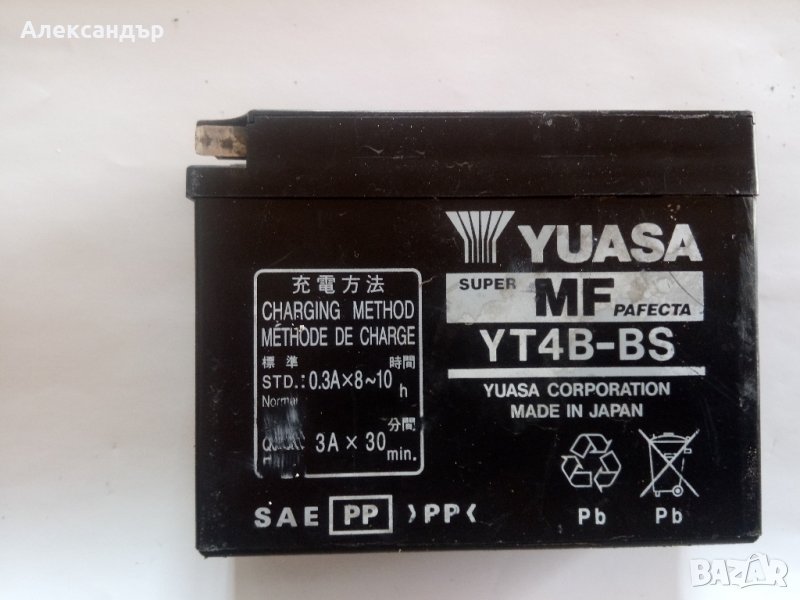 Александър
YUASA
SUPER MF PAFECTA
YT4B-BS
YUASA CORPORATION
MADE IN JAPAN
Pb Pb
充電方法
CHARGING METHOD
MÉTHODE DE CHARGE
標準 時間
STD.:0.3A×8~10h
分間
3A × 30 min.
SAE PP >PP<
BAZAR